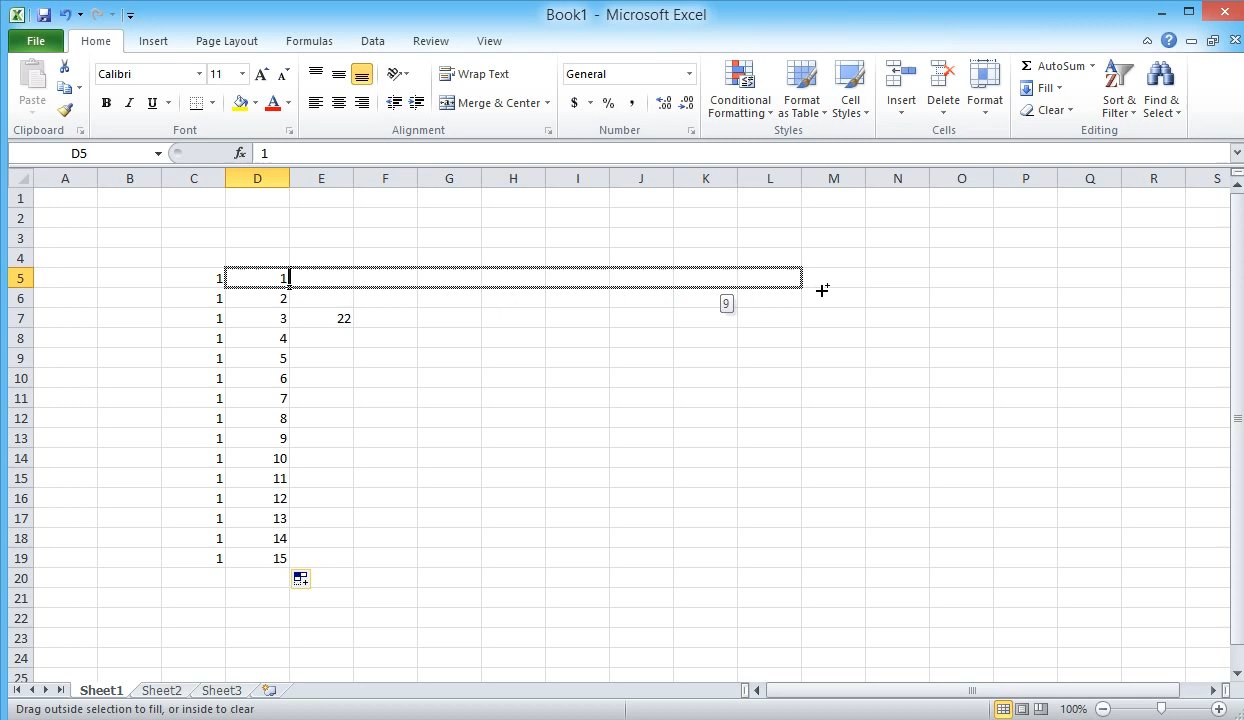 Book1 - Microsoft Excel
File Home Insert Page Layout Formulas Data Review View
Calibri 11 Wrap Text General AutoSum
Paste B I U Merge & Center $ % , Conditional Formatting Format as Table Cell Styles Insert Delete Format Fill Clear Sort & Filter Find & Select
Clipboard Font Alignment Number Styles Cells Editing
D5 fx 1
A B C D E F G H I J K L M N O P Q R S
1
2
3
4
5 1 1
6 1 2 9
7 1 3 22
8 1 4
9 1 5
10 1 6
11 1 7
12 1 8
13 1 9
14 1 10
15 1 11
16 1 12
17 1 13
18 1 14
19 1 15
20
21
22
23
24
25
Sheet1 Sheet2 Sheet3
Drag outside selection to fill, or inside to clear 100%